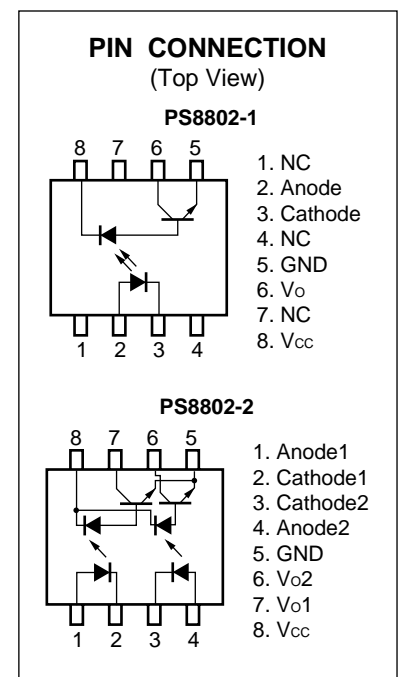 PIN CONNECTION
(Top View)
PS8802-1
8 7 6 5
1. NC
2. Anode
3. Cathode
4. NC
5. GND
6. VO
7. NC
8. VCC
1 2 3 4
PS8802-2
8 7 6 5
1. Anode1
2. Cathode1
3. Cathode2
4. Anode2
5. GND
6. VO2
7. VO1
8. VCC
1 2 3 4